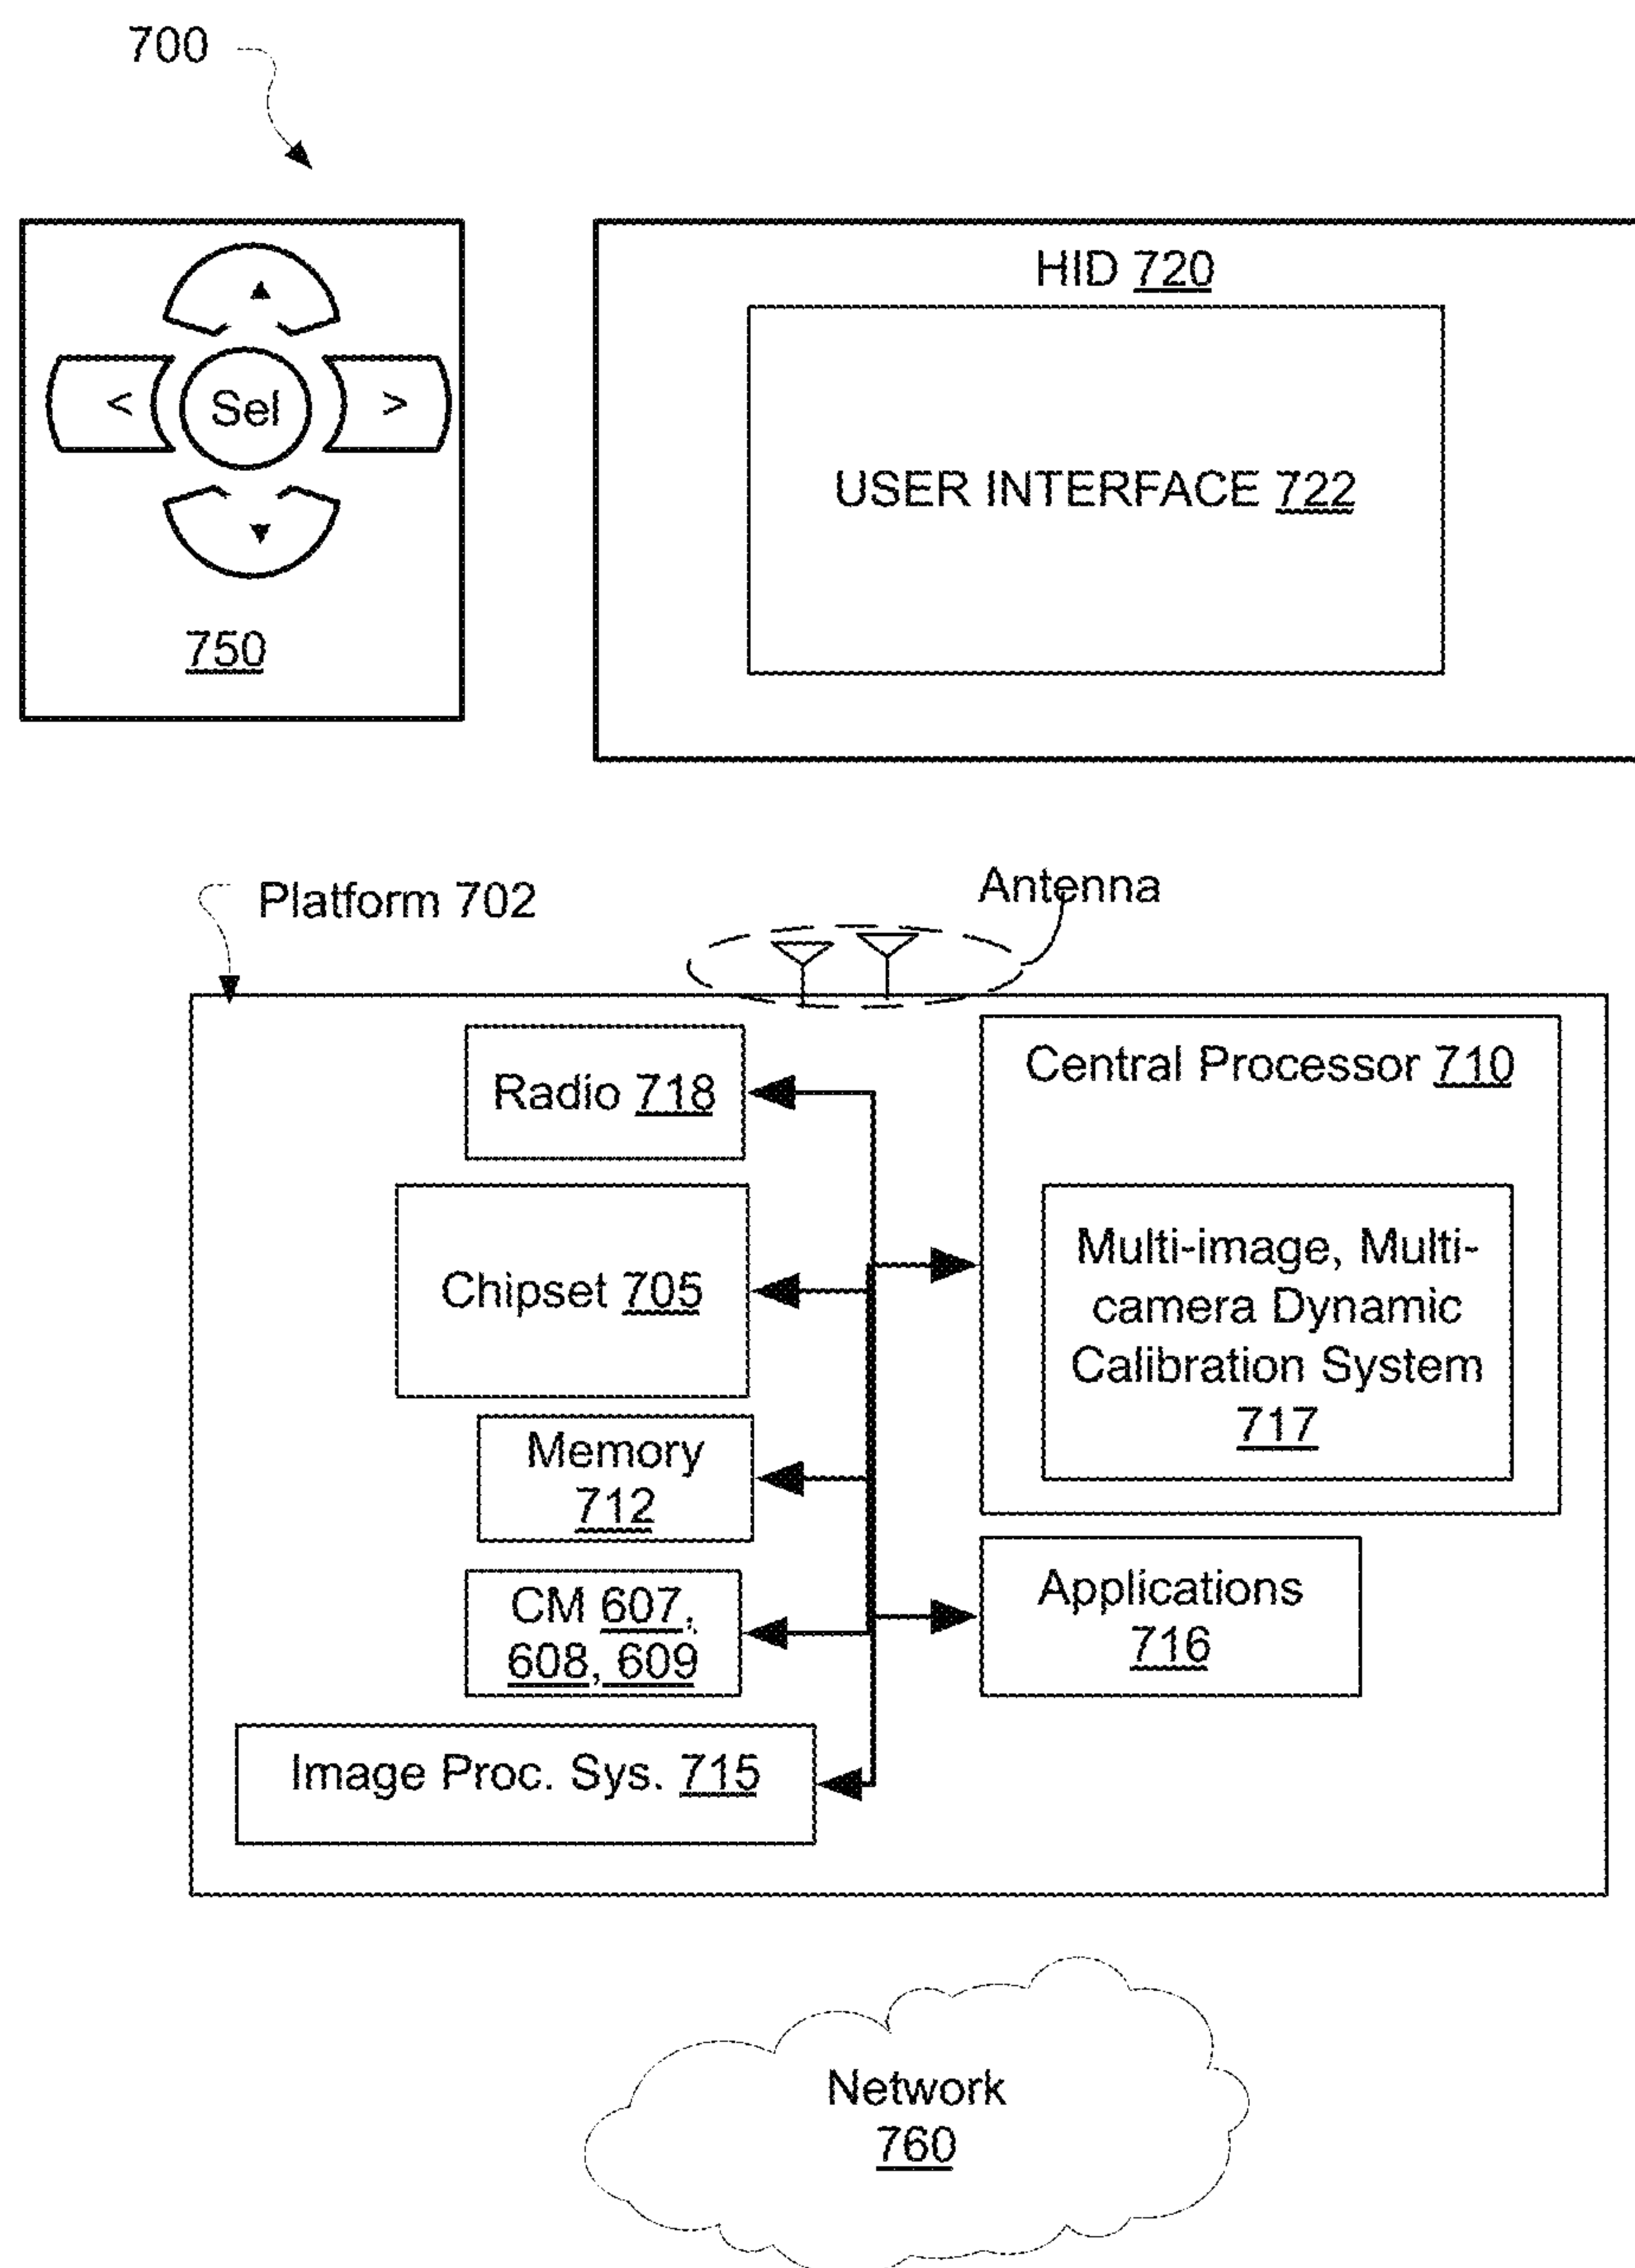 700
Sel
<
>
750
HID 720
USER INTERFACE 722
Platform 702
Antenna
Radio 718
Chipset 705
Memory
712
CM 607,
608, 609
Image Proc. Sys. 715
Central Processor 710
Multi-image, Multi-
camera Dynamic
Calibration System
717
Applications
716
Network
760